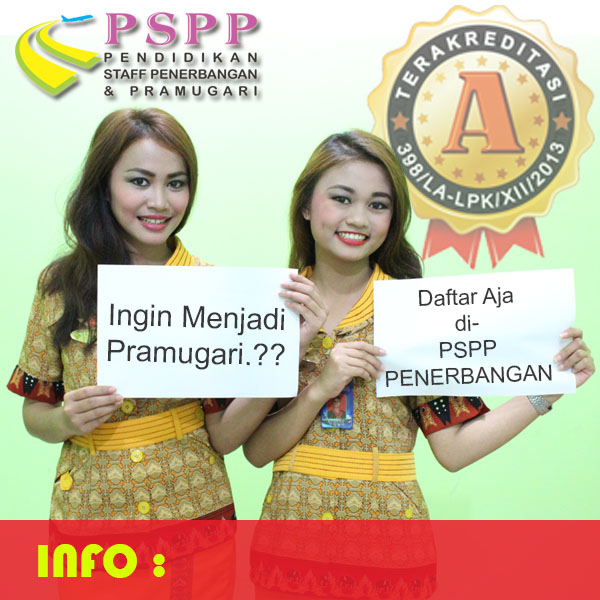 PSPP
PENDIDIKAN
STAFF PENERBANGAN
& PRAMUGARI
TERAKREDITASI
A
398/LA-LPK/XII/2013
Ingin Menjadi
Pramugari.??
Daftar Aja
di-
PSPP
PENERBANGAN
INFO :